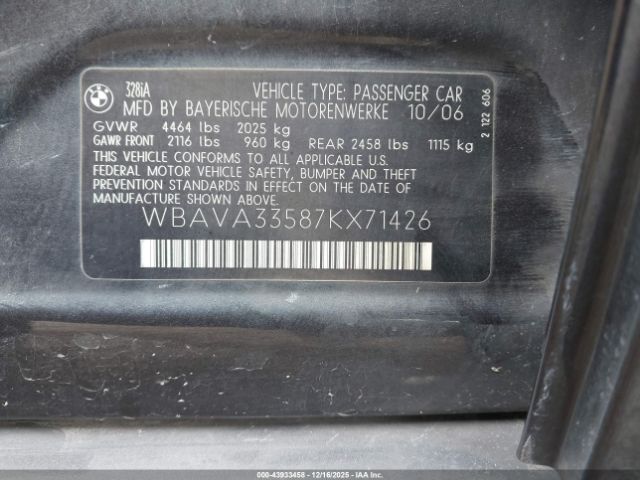 BMW
328iA
VEHICLE TYPE: PASSENGER CAR
MFD BY BAYERISCHE MOTORENWERKE 10/06
GVWR 4464 lbs 2025 kg
GAWR FRONT 2116 lbs 960 kg REAR 2458 lbs 1115 kg
THIS VEHICLE CONFORMS TO ALL APPLICABLE U.S.
FEDERAL MOTOR VEHICLE SAFETY, BUMPER AND THEFT
PREVENTION STANDARDS IN EFFECT ON THE DATE OF
MANUFACTURE SHOWN ABOVE.
WBAVA33587KX71426
2 122 606
000-43933458 - 12/16/2025 - IAAI.COM